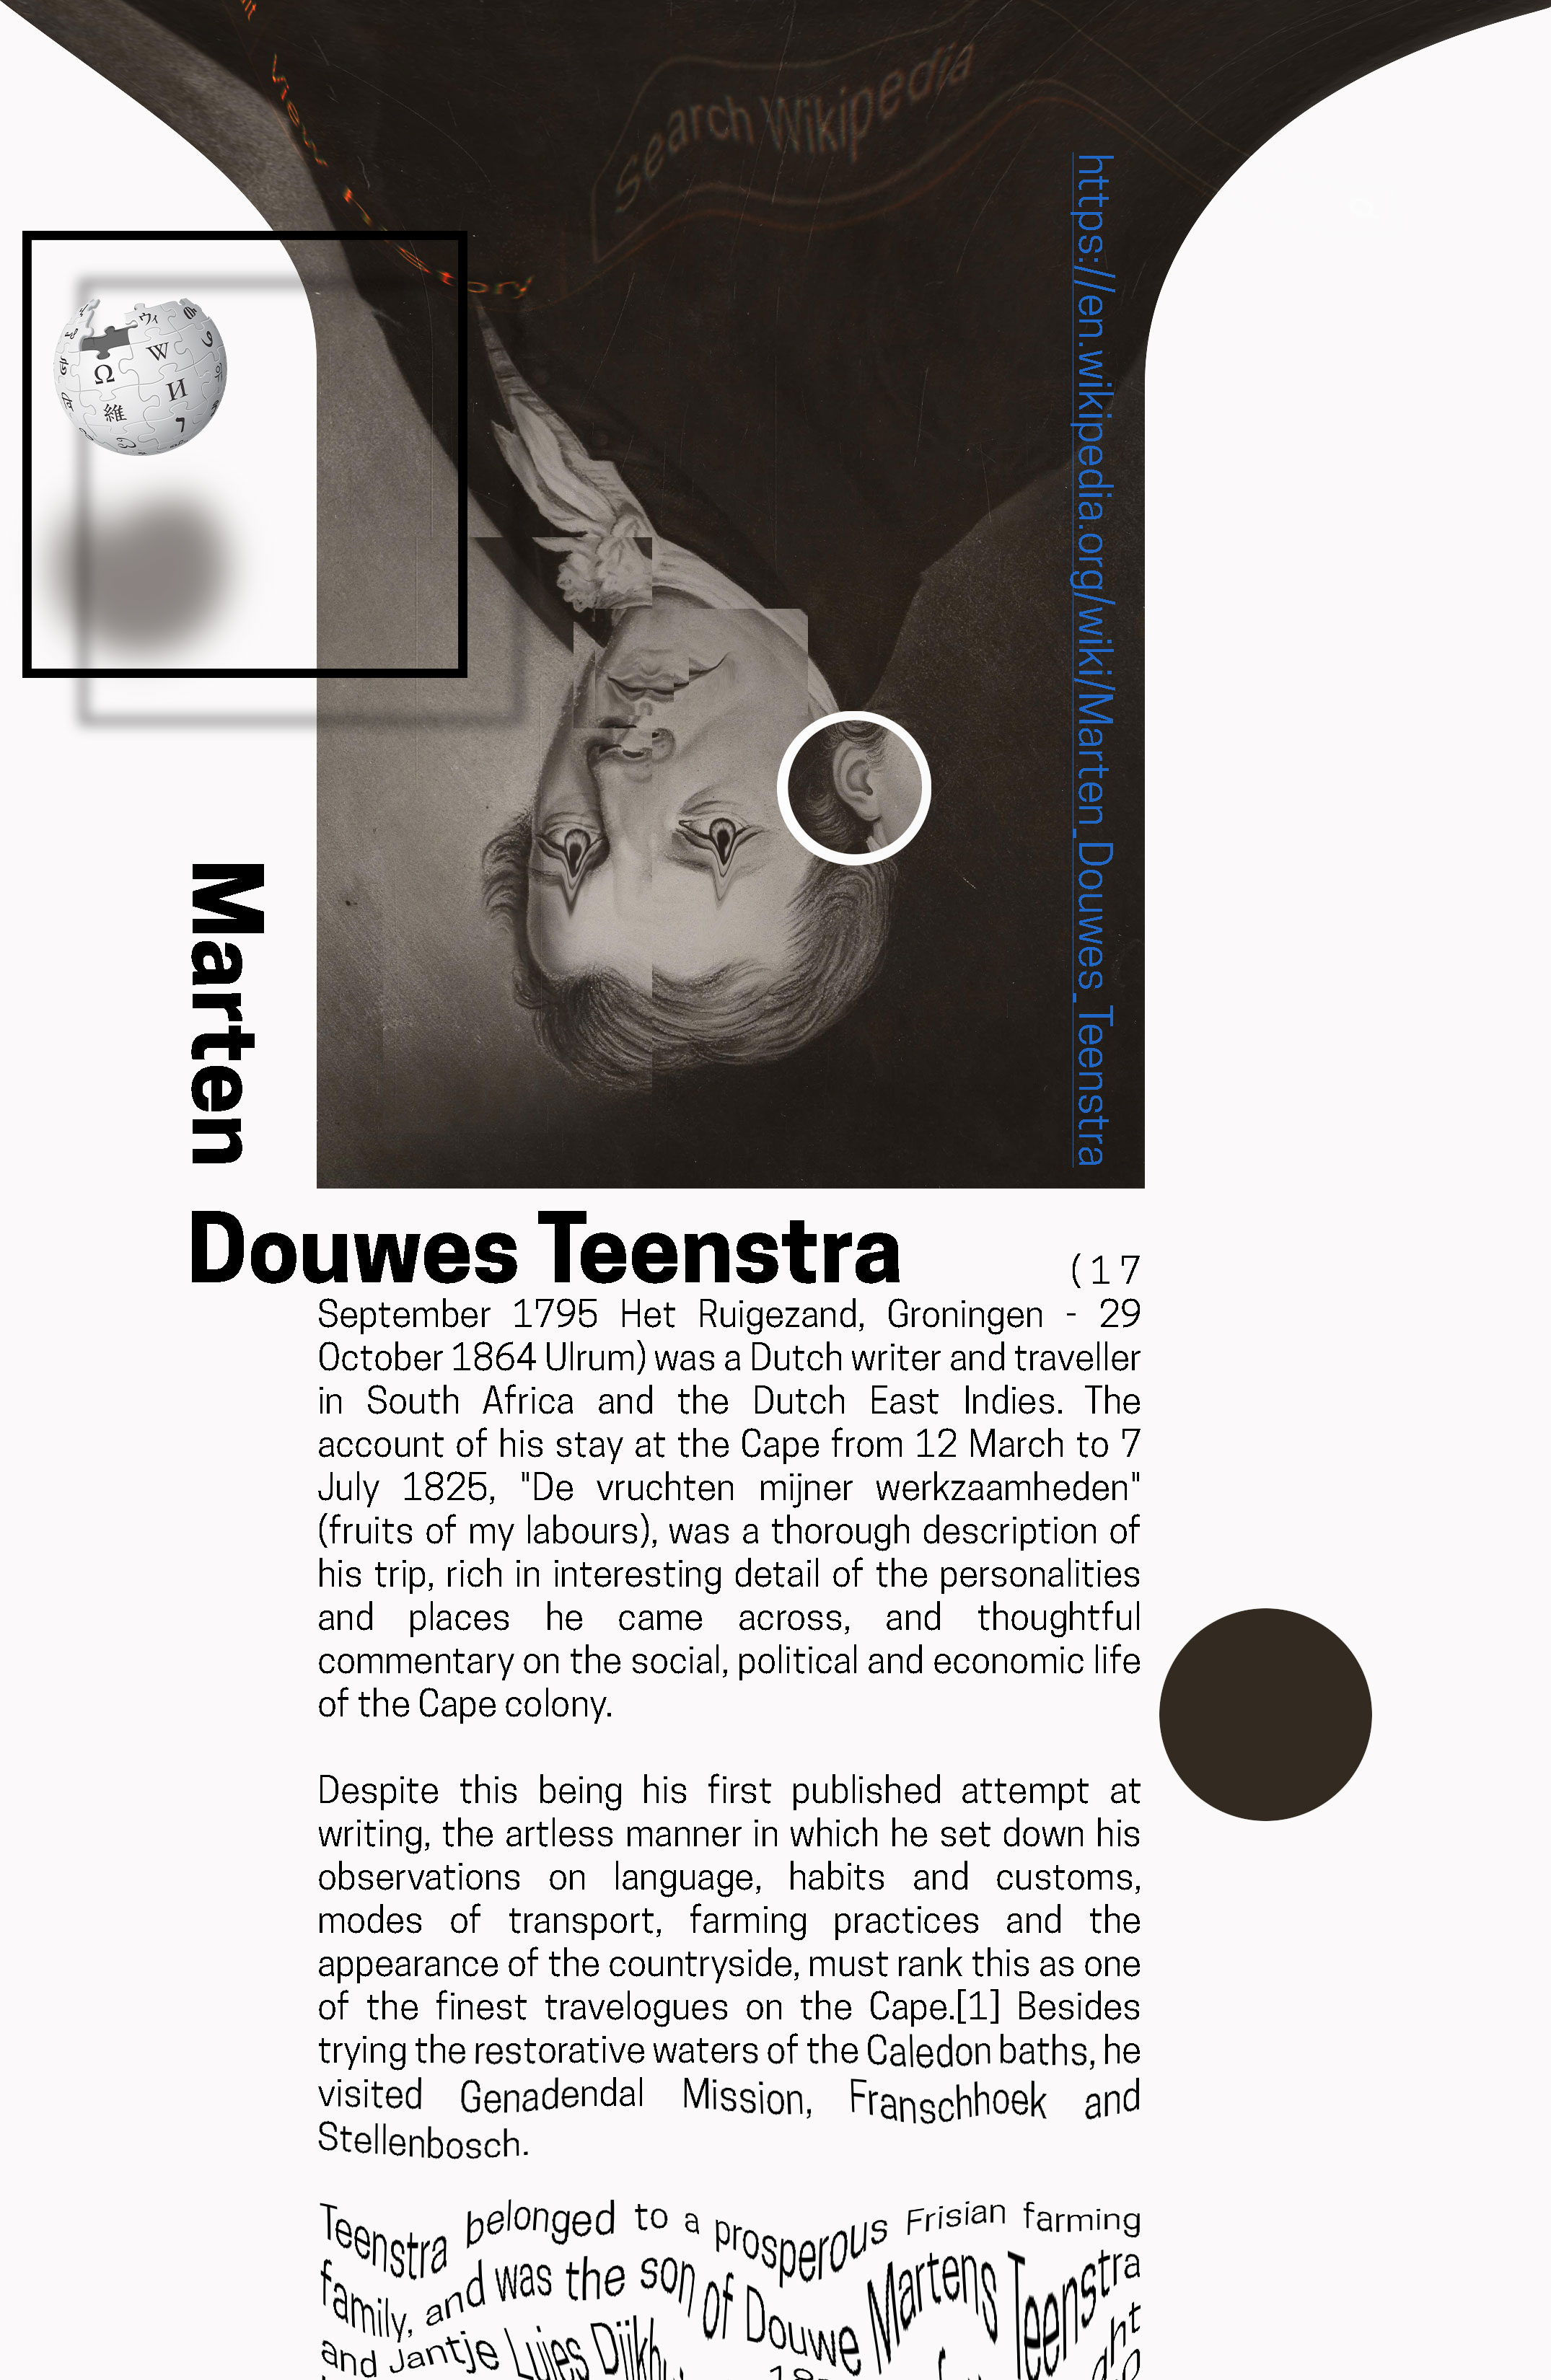 View history
Search Wikipedia
https://en.wikipedia.org/wiki/Marten_Douwes_Teenstra
Ω W И 維 ウィ 7
Marten
Douwes Teenstra (17
September 1795 Het Ruigezand, Groningen - 29
October 1864 Ulrum) was a Dutch writer and traveller
in South Africa and the Dutch East Indies. The
account of his stay at the Cape from 12 March to 7
July 1825, "De vruchten mijner werkzaamheden"
(fruits of my labours), was a thorough description of
his trip, rich in interesting detail of the personalities
and places he came across, and thoughtful
commentary on the social, political and economic life
of the Cape colony.
Despite this being his first published attempt at
writing, the artless manner in which he set down his
observations on language, habits and customs,
modes of transport, farming practices and the
appearance of the countryside, must rank this as one
of the finest travelogues on the Cape.[1] Besides
trying the restorative waters of the Caledon baths, he
visited Genadendal Mission, Franschhoek and
Stellenbosch.
Teenstra belonged to a prosperous Frisian farming
family, and was the son of Douwe Martens Teenstra
and Jantje Luies